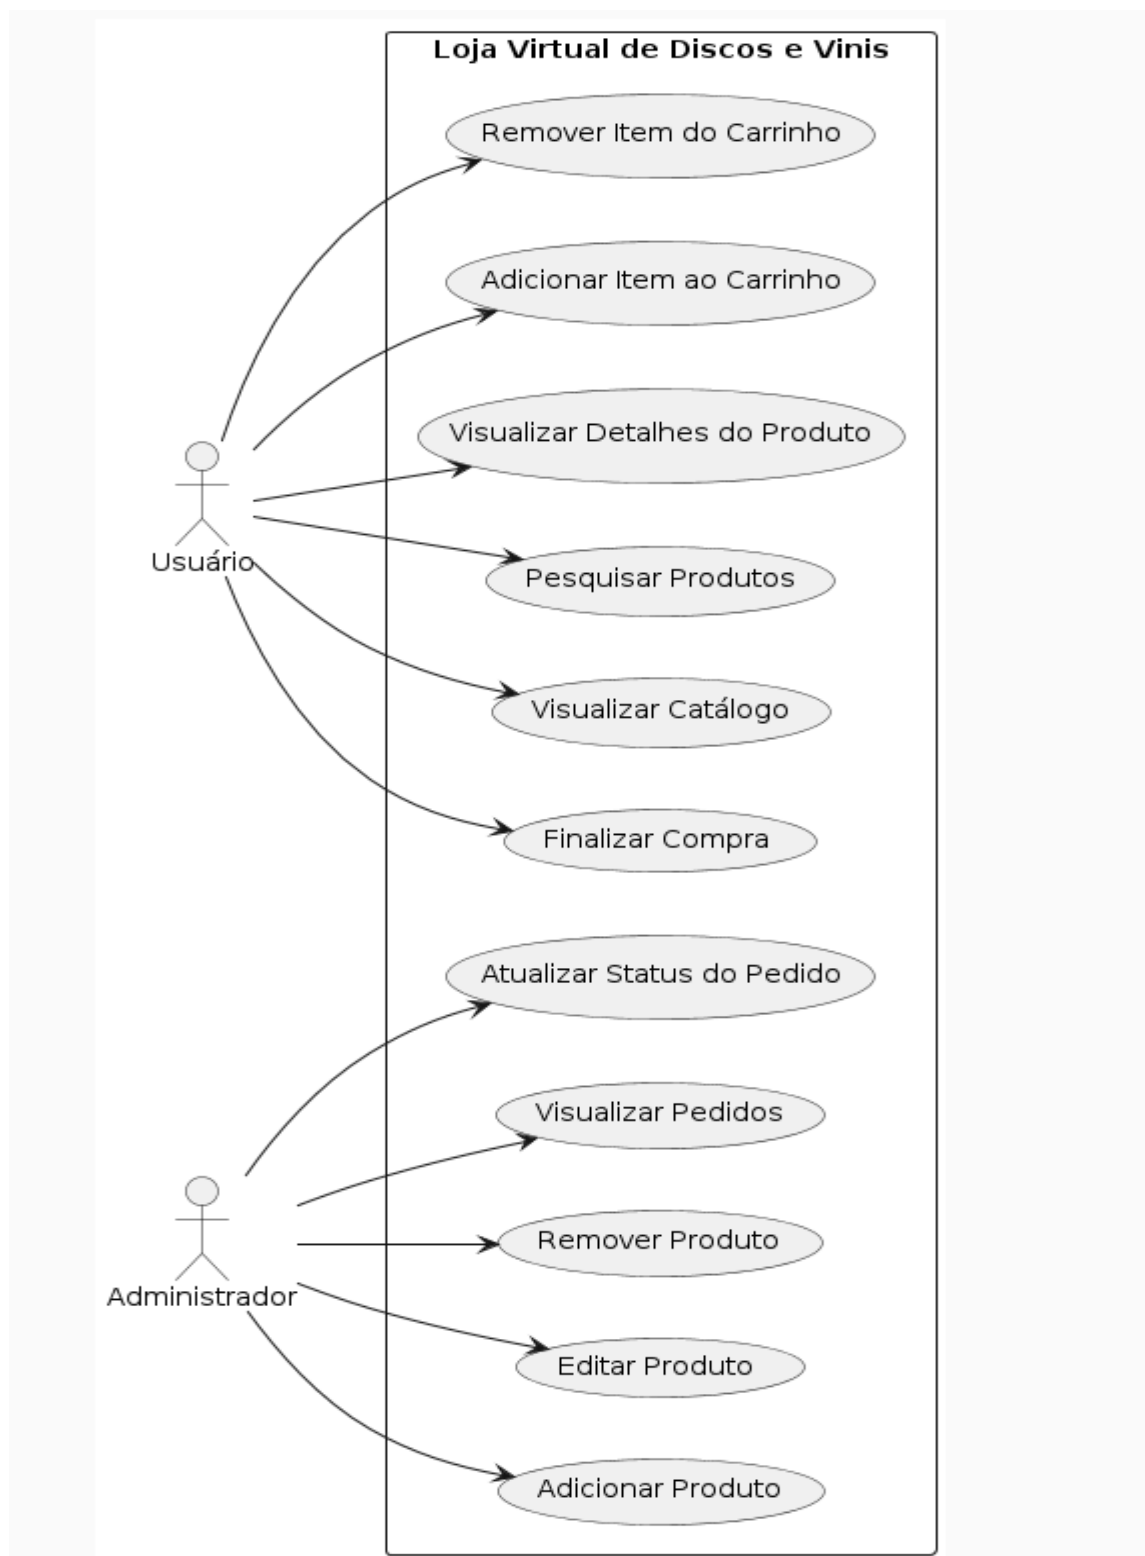 Loja Virtual de Discos e Vinis
Remover Item do Carrinho
Adicionar Item ao Carrinho
Visualizar Detalhes do Produto
Usuário
Pesquisar Produtos
Visualizar Catálogo
Finalizar Compra
Atualizar Status do Pedido
Visualizar Pedidos
Remover Produto
Administrador
Editar Produto
Adicionar Produto